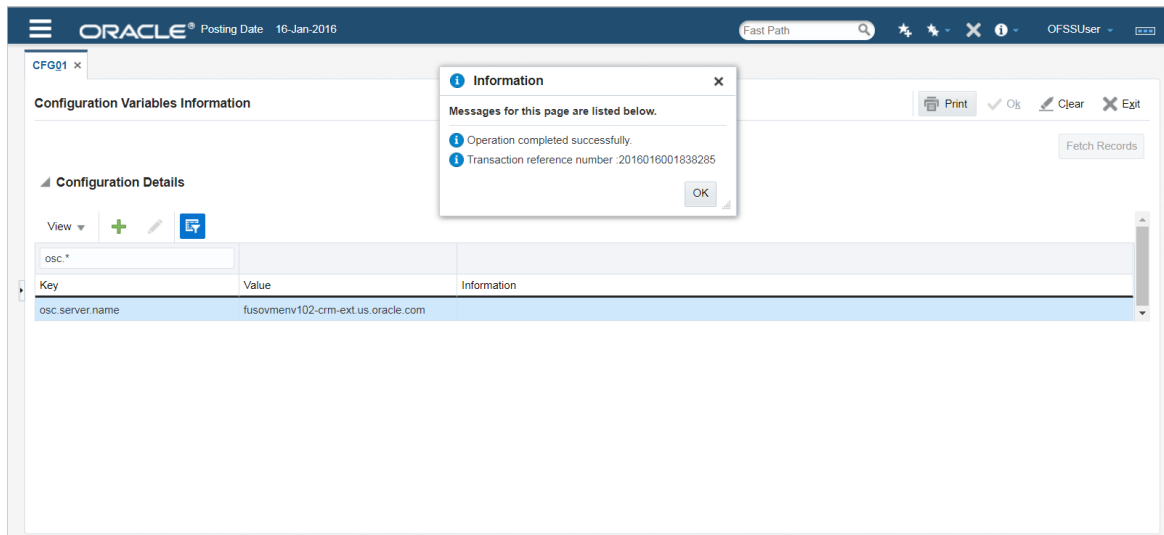 ORACLE® Posting Date 16-Jan-2016 Fast Path OFSSUser
CFG01 ×
Information
Configuration Variables Information
Print Ok Clear Exit
Messages for this page are listed below.
Operation completed successfully.
Transaction reference number :2016016001838285
OK
Fetch Records
Configuration Details
View
osc.*
Key Value Information
osc.server.name fusovmenv102-crm-ext.us.oracle.com